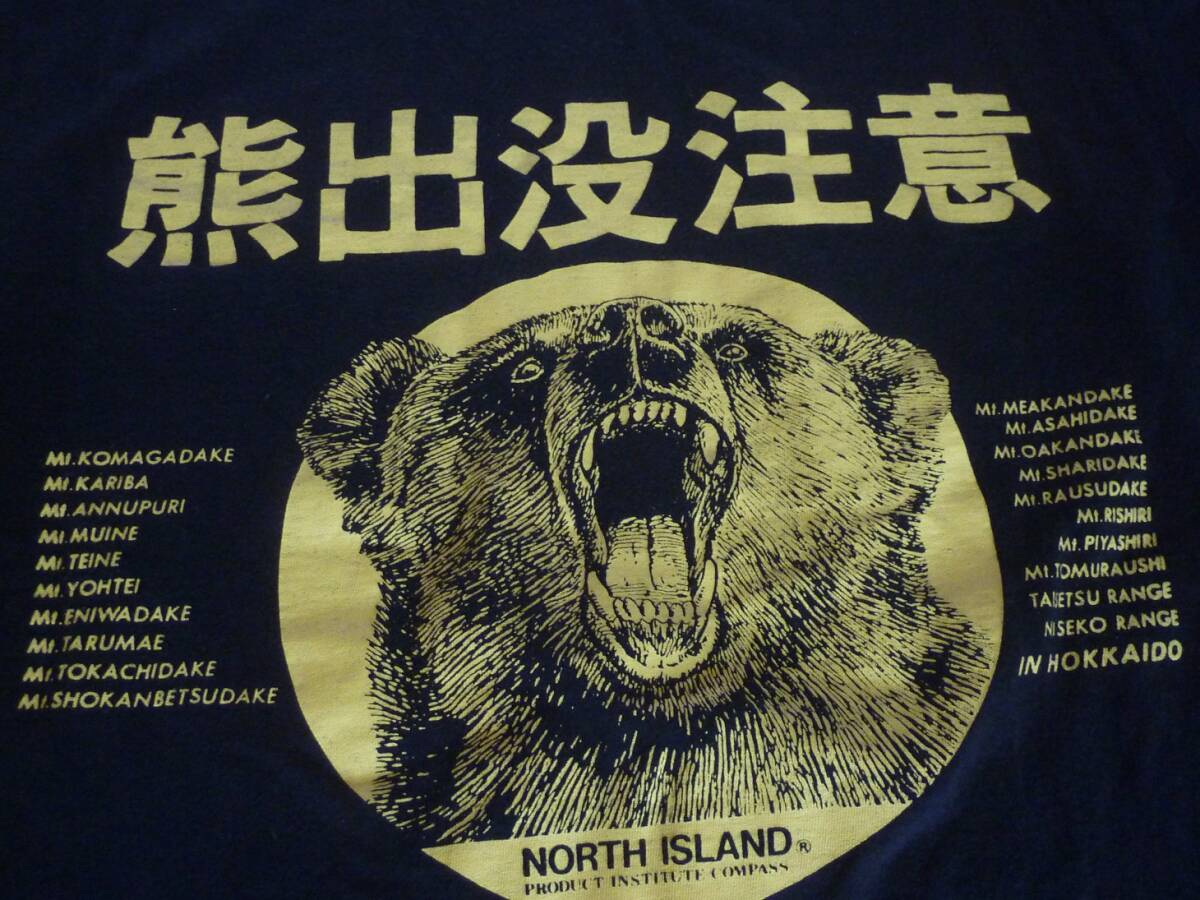 熊出没注意
Mt.KOMAGADAKE
Mt.KARIBA
Mt.ANNUPURI
Mt.MUINE
Mt.TEINE
Mt.YOHTEI
Mt.ENIWADAKE
Mt.TARUMAE
Mt.TOKACHIDAKE
Mt.SHOKANBETSUDAKE
Mt.MEAKANDAKE
Mt.ASAHIDAKE
Mt.OAKANDAKE
Mt.SHARIDAKE
Mt.RAUSUDAKE
Mt.RISHIRI
Mt.PIYASHIRI
Mt.TOMURAUSHI
RANGE
NISEKO RANGE
IN HOKKAIDO
NORTH ISLAND®
PRODUCT INSTITUTE COMPASS